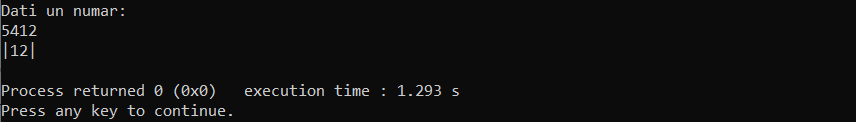 Dati un numar:
5412
|12|
Process returned 0 (0x0)   execution time : 1.293 s
Press any key to continue.